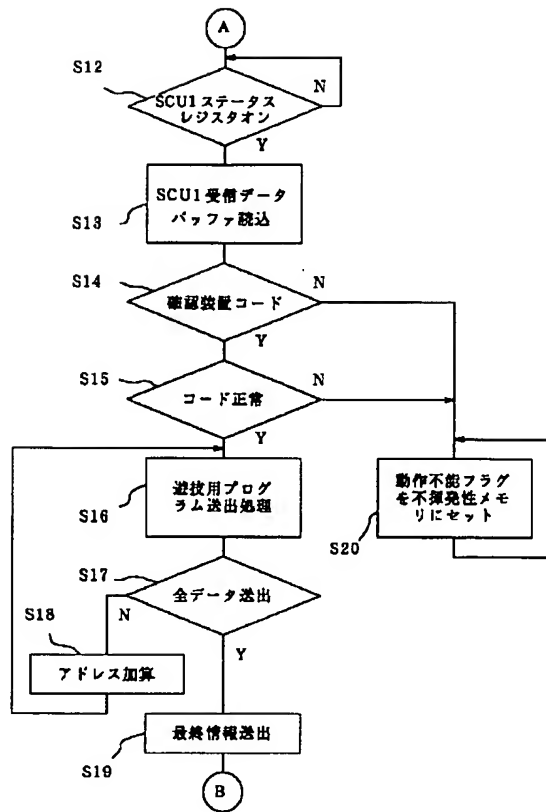 A
S12
SCU1ステータス
レジスタオン
N
Y
S13
SCU1受信データ
バッファ読込
S14
確認装置コード
N
Y
S15
コード正常
N
Y
S16
遊技用プログ
ラム送出処理
動作不能フラグ
を不揮発性メモ
リにセット
S20
S17
全データ送出
N
Y
S18
アドレス加算
S19
最終情報送出
B